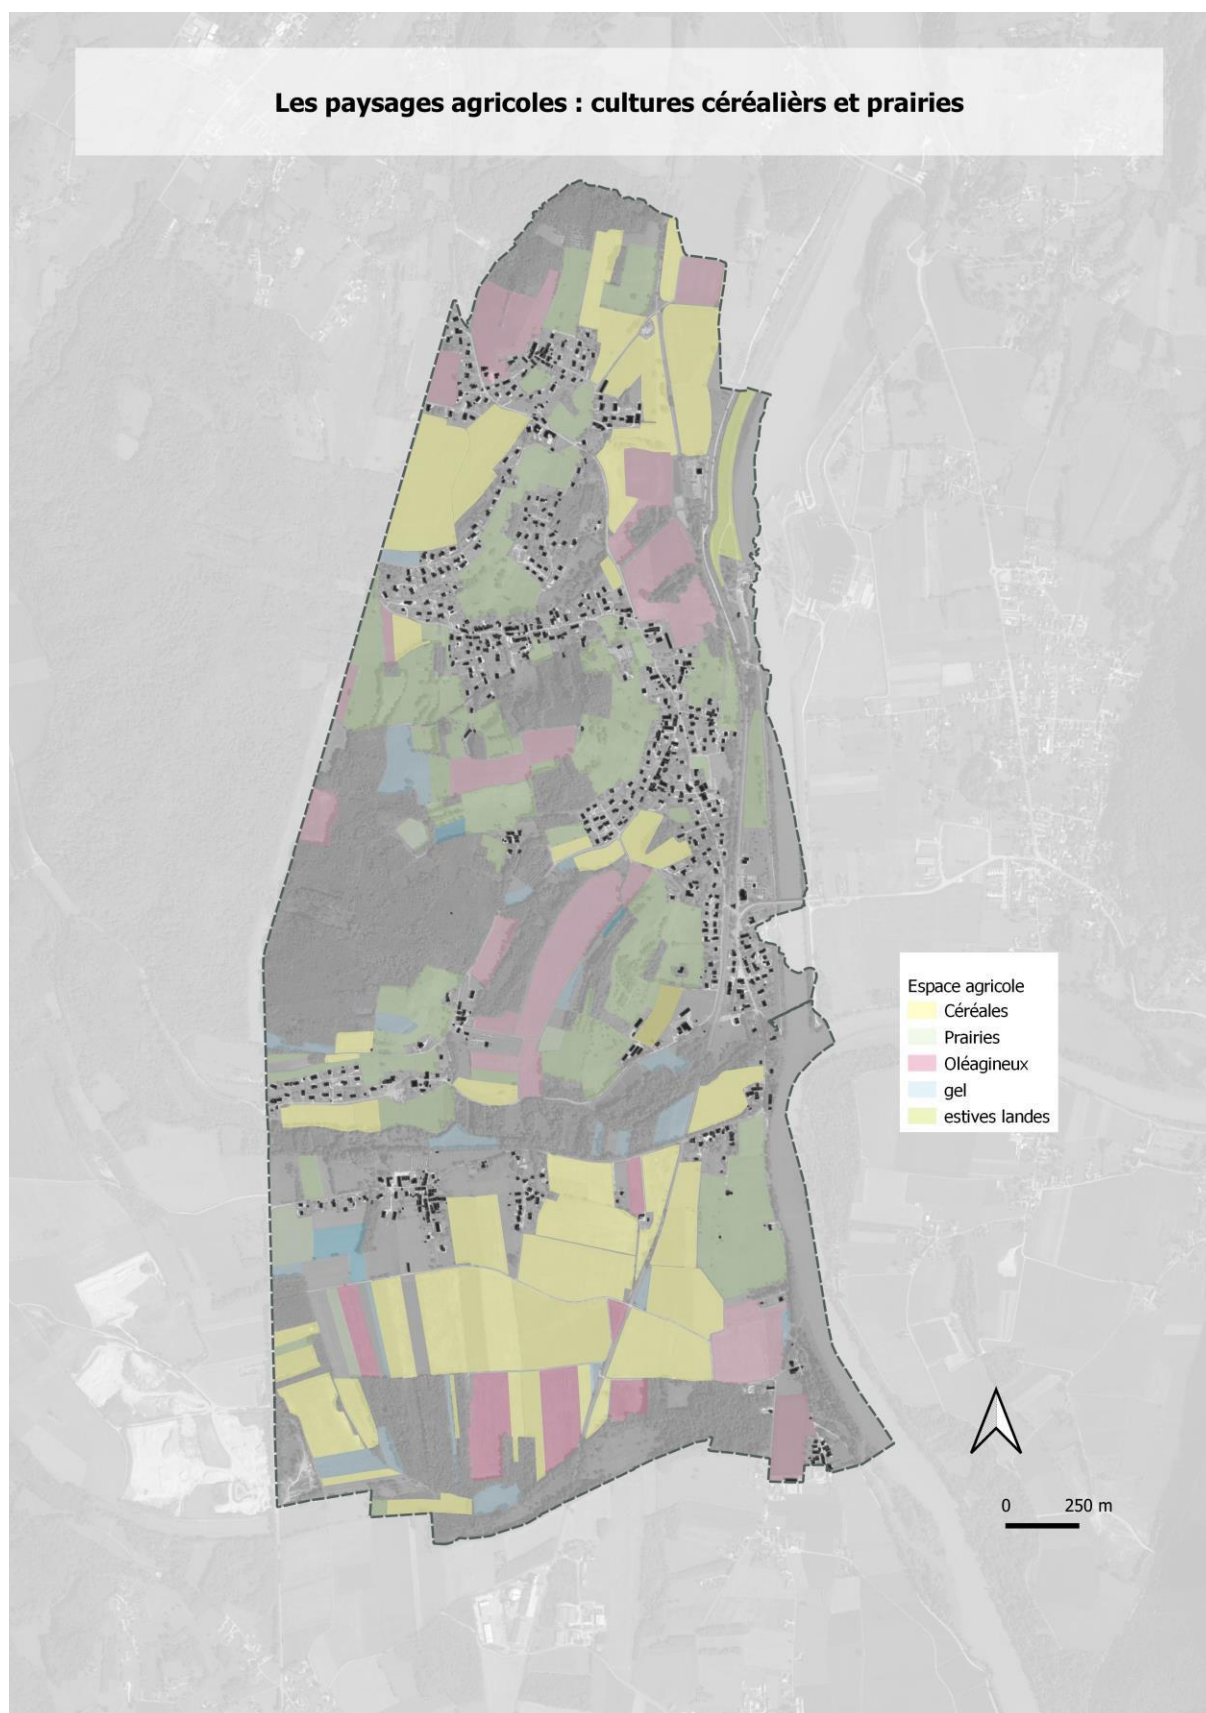 Les paysages agricoles : cultures céréalièrs et prairies
Espace agricole
Céréales
Prairies
Oléagineux
gel
estives landes
0 250 m